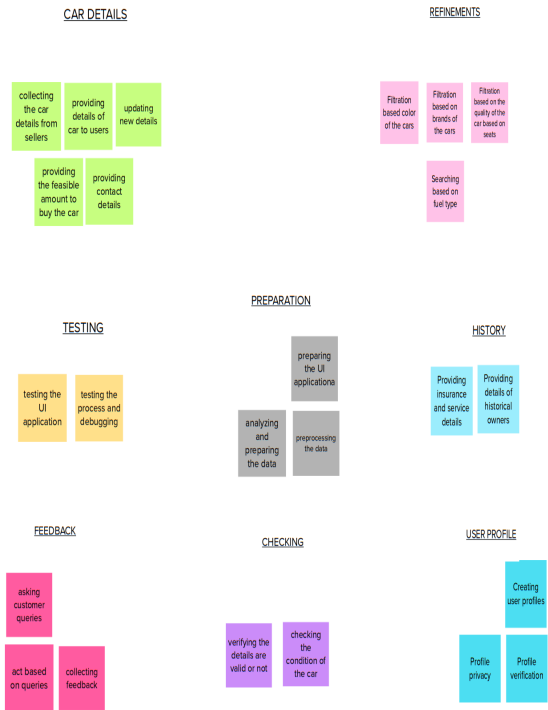 CAR DETAILS
collecting
the car
details from
sellers
providing
details of
car to users
updating
new details
providing
the feasible
amount to
buy the car
providing
contact
details
REFINEMENTS
Filtration
based color
of the cars
Filtration
based on
brands of
the cars
Filtration
based on the
quality of the
car based on
seats
Searching
based on
fuel type
TESTING
testing the
UI
application
testing the
process and
debugging
PREPARATION
preparing
the UI
applicationa
analyzing
and
preparing
the data
preprocessing
the data
HISTORY
Providing
insurance
and service
details
Providing
details of
historical
owners
FEEDBACK
asking
customer
queries
act based
on queries
collecting
feedback
CHECKING
verifying the
details are
valid or not
checking
the
condition of
the car
USER PROFILE
Creating
user profiles
Profile
privacy
Profile
verification